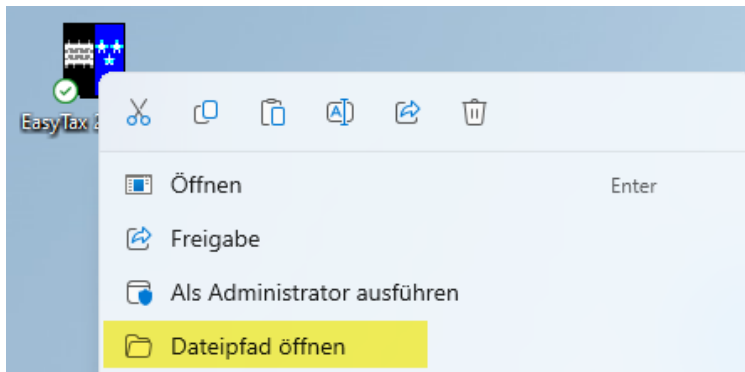 EasyTax
Öffnen Enter
Freigabe
Als Administrator ausführen
Dateipfad öffnen